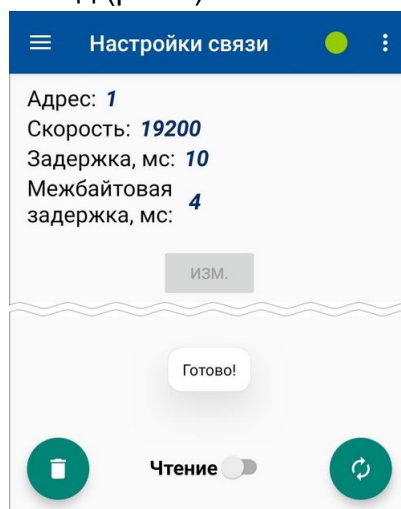 Настройки связи
Адрес: 1
Скорость: 19200
Задержка, мс: 10
Межбайтовая
задержка, мс: 4
ИЗМ.
Готово!
Чтение